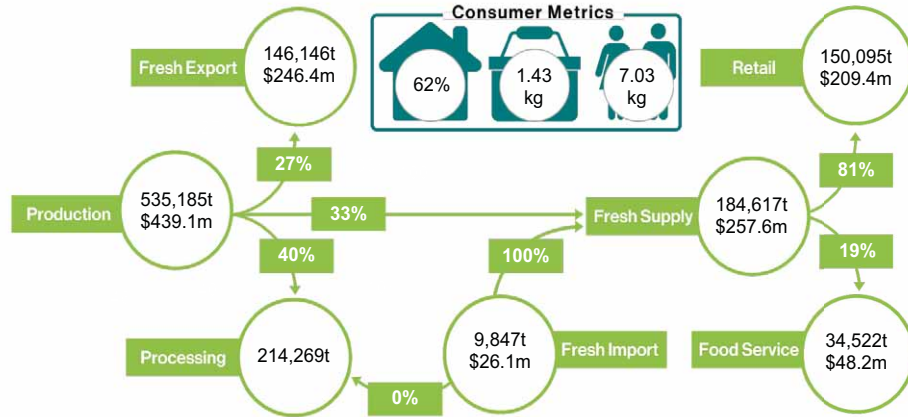 Consumer Metrics
62%
1.43
kg
7.03
kg
Fresh Export
146,146t
$246.4m
Retail
150,095t
$209.4m
27%
81%
Production
535,185t
$439.1m
33%
Fresh Supply
184,617t
$257.6m
40%
100%
19%
Processing
214,269t
9,847t
$26.1m
Fresh Import
Food Service
34,522t
$48.2m
0%